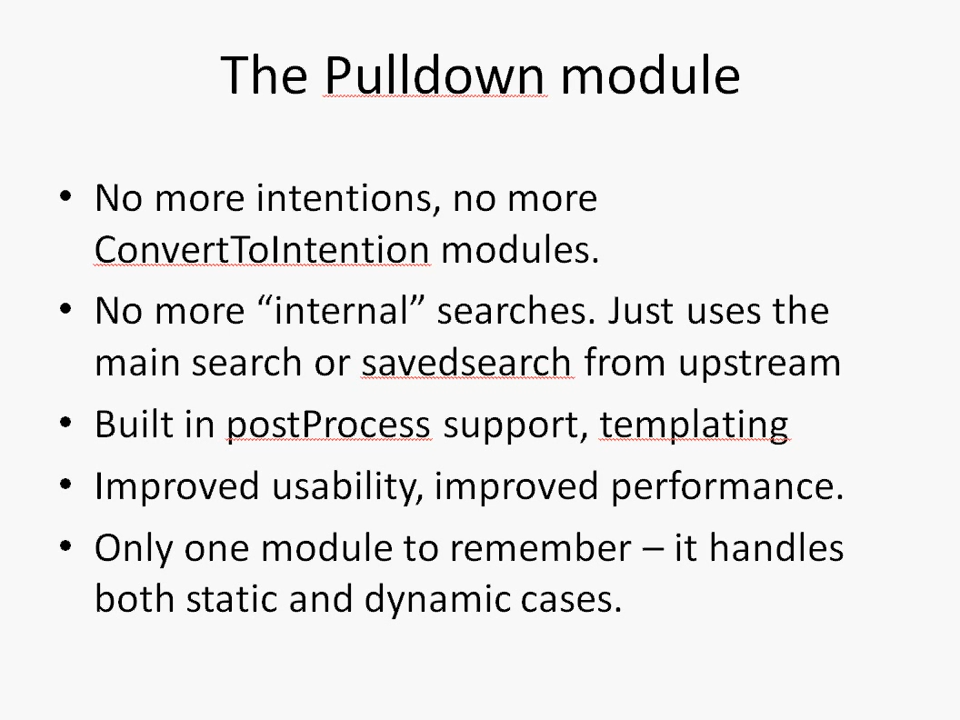 The Pulldown module
• No more intentions, no more
ConvertToIntention modules.
• No more “internal” searches. Just uses the
main search or savedsearch from upstream
• Built in postProcess support, templating
• Improved usability, improved performance.
• Only one module to remember – it handles
both static and dynamic cases.